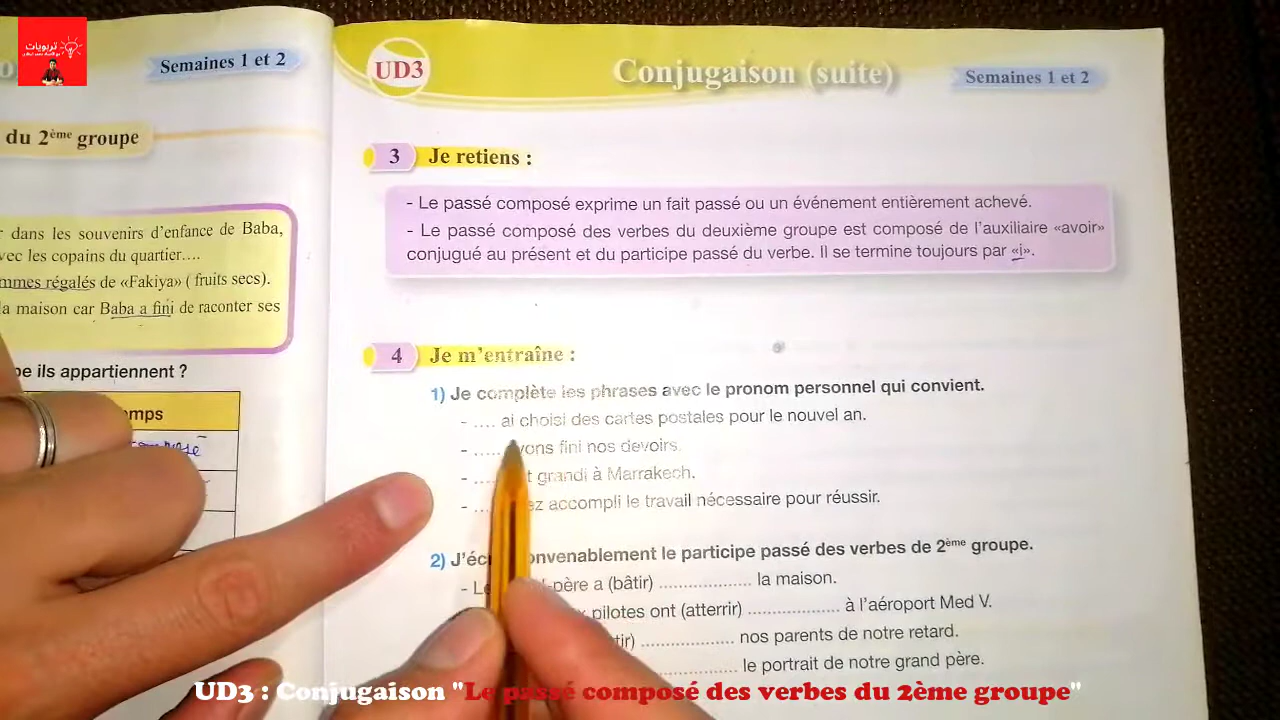 تربويات
Semaines 1 et 2
du 2ème groupe
dans les souvenirs d'enfance de Baba,
vec les copains du quartier....
mmes régalés de «Fakiya» ( fruits secs).
la maison car Baba a fini de raconter ses
pe ils appartiennent ?
mps
composé
UD3
Conjugaison (suite)
Semaines 1 et 2
3 Je retiens :
- Le passé composé exprime un fait passé ou un événement entièrement achevé.
- Le passé composé des verbes du deuxième groupe est composé de l'auxiliaire «avoir»
conjugué au présent et du participe passé du verbe. Il se termine toujours par «i».
4 Je m'entraîne :
1) Je complète les phrases avec le pronom personnel qui convient.
- .... ai choisi des cartes postales pour le nouvel an.
- ..... avons fini nos devoirs.
- .... t grandi à Marrakech.
- ... ez accompli le travail nécessaire pour réussir.
2) J'éc onvenablement le participe passé des verbes de 2ème groupe.
- Le -père a (bâtir) ................... la maison.
pilotes ont (atterrir) ................... à l'aéroport Med V.
tir) ................... nos parents de notre retard.
................... le portrait de notre grand père.
UD3 : Conjugaison "Le passé composé des verbes du 2ème groupe"